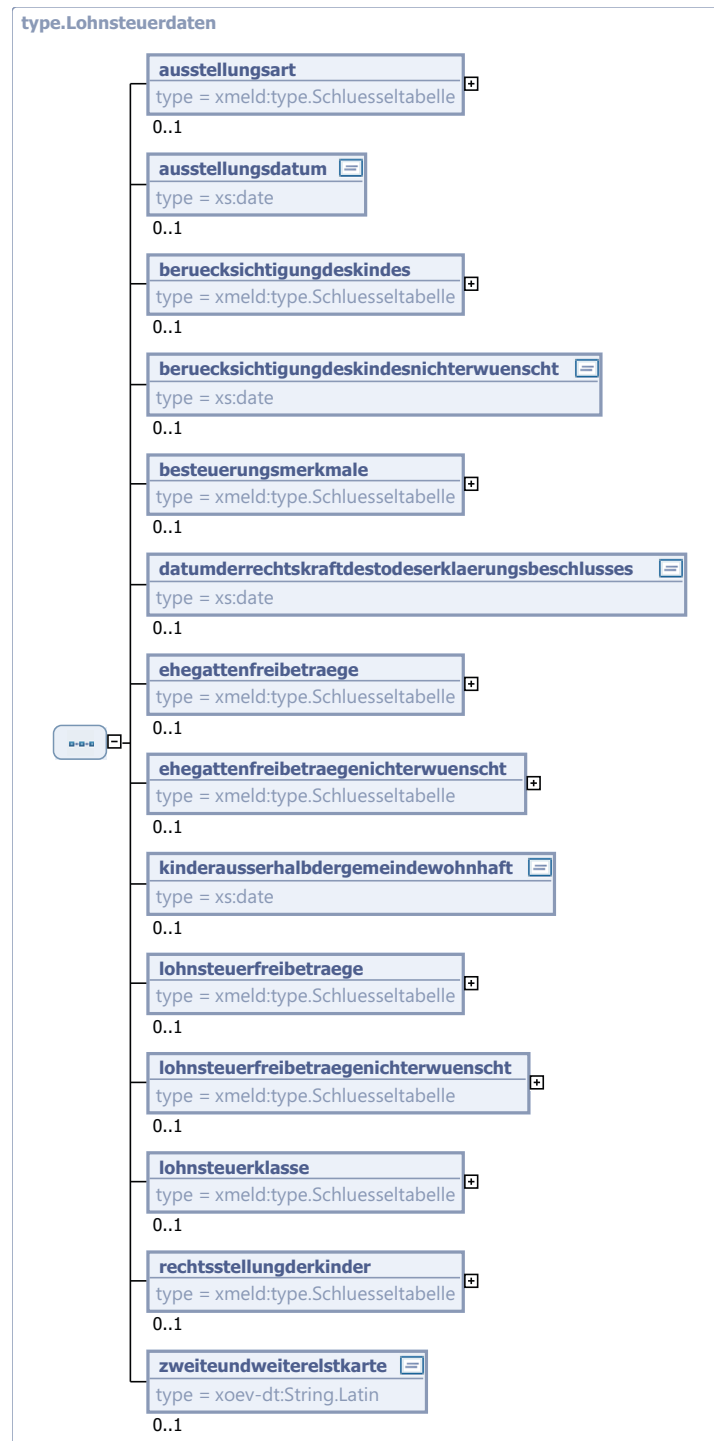 type.Lohnsteuerdaten
ausstellungsart
type = xmeld:type.Schluesseltabelle
0..1
ausstellungsdatum
type = xs:date
0..1
beruecksichtigungdeskindes
type = xmeld:type.Schluesseltabelle
0..1
beruecksichtigungdeskindesnichterwuenscht
type = xs:date
0..1
besteuerungsmerkmale
type = xmeld:type.Schluesseltabelle
0..1
datumderrechtskraftdestodeserklaerungsbeschlusses
type = xs:date
0..1
ehegattenfreibetraege
type = xmeld:type.Schluesseltabelle
0..1
ehegattenfreibetraegenichterwuenscht
type = xmeld:type.Schluesseltabelle
0..1
kinderausserhalbdergemeindewohnhaft
type = xs:date
0..1
lohnsteuerfreibetraege
type = xmeld:type.Schluesseltabelle
0..1
lohnsteuerfreibetraegenichterwuenscht
type = xmeld:type.Schluesseltabelle
0..1
lohnsteuerklasse
type = xmeld:type.Schluesseltabelle
0..1
rechtsstellungderkinder
type = xmeld:type.Schluesseltabelle
0..1
zweiteundweiterelstkarte
type = xoev-dt:String.Latin
0..1